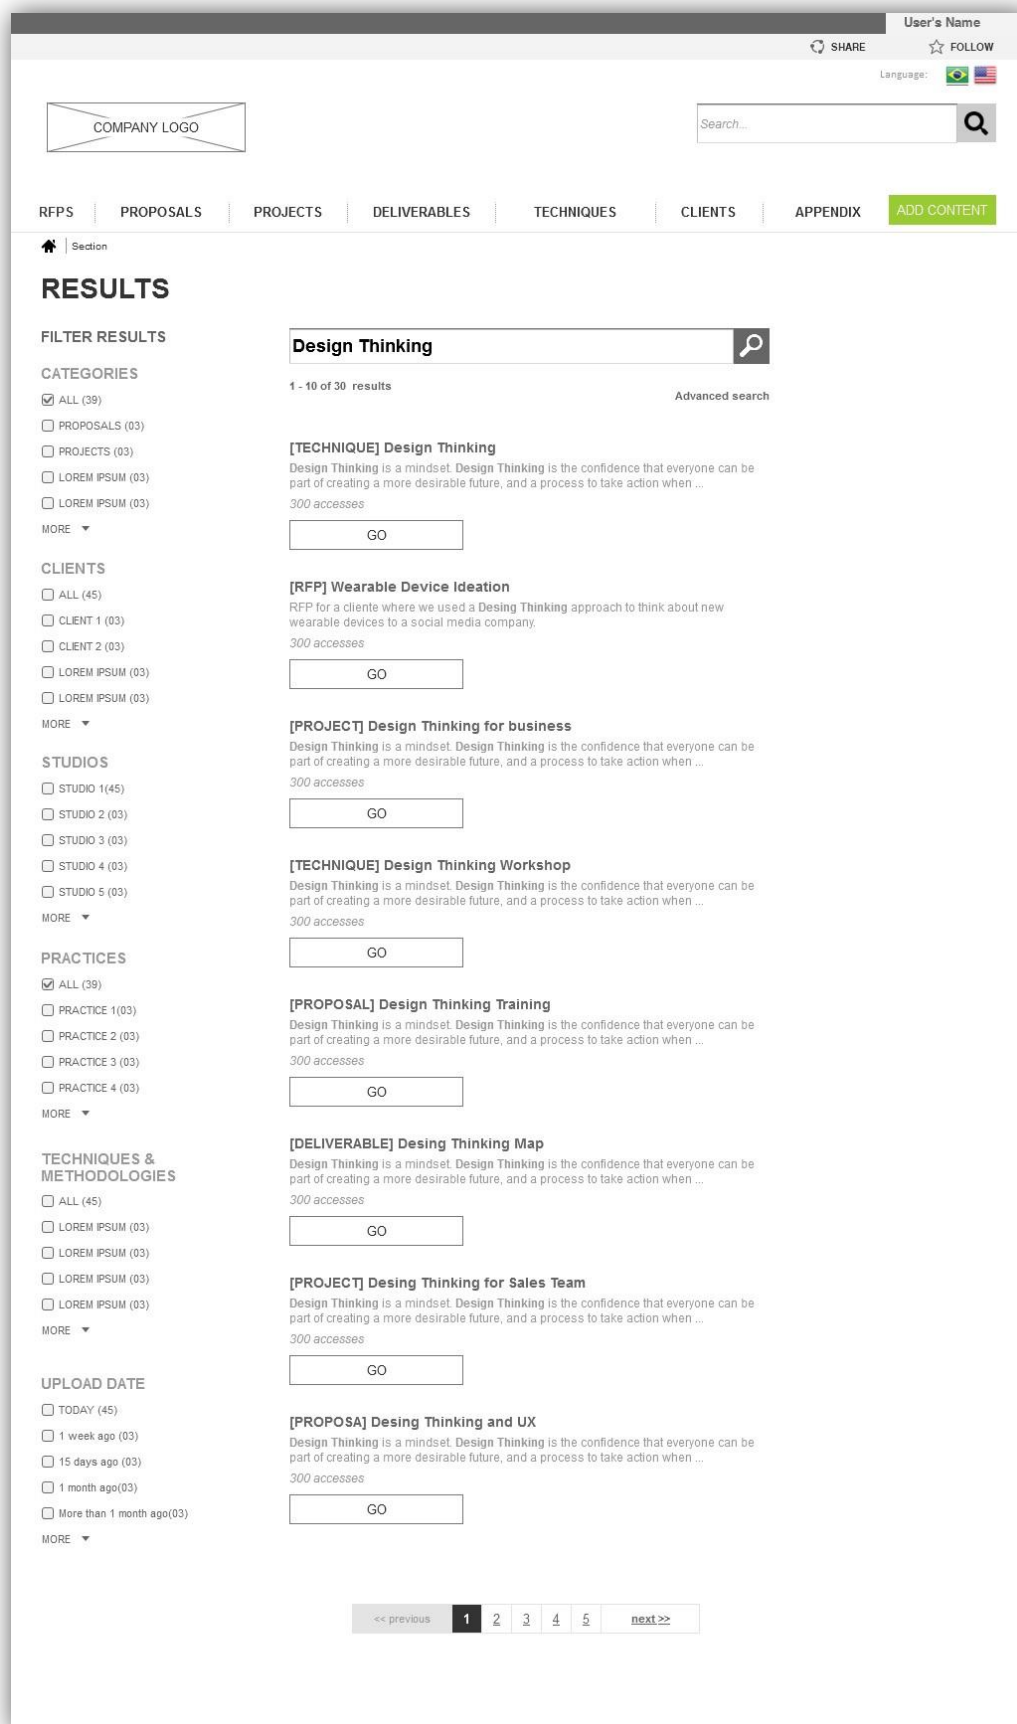 User's Name
SHARE
FOLLOW
Language:
COMPANY LOGO
Search...
RFPS
PROPOSALS
PROJECTS
DELIVERABLES
TECHNIQUES
CLIENTS
APPENDIX
ADD CONTENT
Section
RESULTS
FILTER RESULTS
CATEGORIES
ALL (39)
PROPOSALS (03)
PROJECTS (03)
LOREM IPSUM (03)
LOREM IPSUM (03)
MORE
CLIENTS
ALL (45)
CLIENT 1 (03)
CLIENT 2 (03)
LOREM IPSUM (03)
LOREM IPSUM (03)
MORE
STUDIOS
STUDIO 1(45)
STUDIO 2 (03)
STUDIO 3 (03)
STUDIO 4 (03)
STUDIO 5 (03)
MORE
PRACTICES
ALL (39)
PRACTICE 1(03)
PRACTICE 2 (03)
PRACTICE 3 (03)
PRACTICE 4 (03)
MORE
TECHNIQUES &
METHODOLOGIES
ALL (45)
LOREM IPSUM (03)
LOREM IPSUM (03)
LOREM IPSUM (03)
LOREM IPSUM (03)
MORE
UPLOAD DATE
TODAY (45)
1 week ago (03)
15 days ago (03)
1 month ago(03)
More than 1 month ago(03)
MORE
Design Thinking
1 - 10 of 30 results
Advanced search
[TECHNIQUE] Design Thinking
Design Thinking is a mindset. Design Thinking is the confidence that everyone can be
part of creating a more desirable future, and a process to take action when ...
300 accesses
GO
[RFP] Wearable Device Ideation
RFP for a cliente where we used a Desing Thinking approach to think about new
wearable devices to a social media company.
300 accesses
GO
[PROJECT] Design Thinking for business
Design Thinking is a mindset. Design Thinking is the confidence that everyone can be
part of creating a more desirable future, and a process to take action when ...
300 accesses
GO
[TECHNIQUE] Design Thinking Workshop
Design Thinking is a mindset. Design Thinking is the confidence that everyone can be
part of creating a more desirable future, and a process to take action when ...
300 accesses
GO
[PROPOSAL] Design Thinking Training
Design Thinking is a mindset. Design Thinking is the confidence that everyone can be
part of creating a more desirable future, and a process to take action when ...
300 accesses
GO
[DELIVERABLE] Desing Thinking Map
Design Thinking is a mindset. Design Thinking is the confidence that everyone can be
part of creating a more desirable future, and a process to take action when ...
300 accesses
GO
[PROJECT] Desing Thinking for Sales Team
Design Thinking is a mindset. Design Thinking is the confidence that everyone can be
part of creating a more desirable future, and a process to take action when ...
300 accesses
GO
[PROPOSA] Desing Thinking and UX
Design Thinking is a mindset. Design Thinking is the confidence that everyone can be
part of creating a more desirable future, and a process to take action when ...
300 accesses
GO
<< previous 1 2 3 4 5 next >>